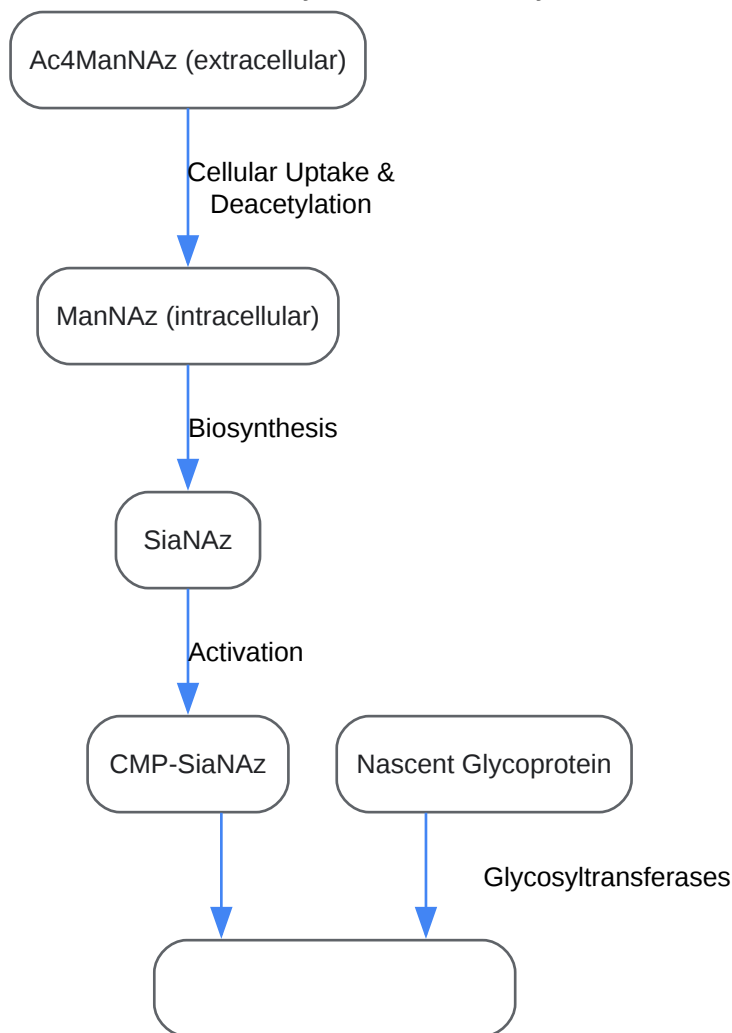 Ac4ManNAz (extracellular)
Cellular Uptake &
Deacetylation
ManNAz (intracellular)
Biosynthesis
SiaNAz
Activation
CMP-SiaNAz
Nascent Glycoprotein
Glycosyltransferases